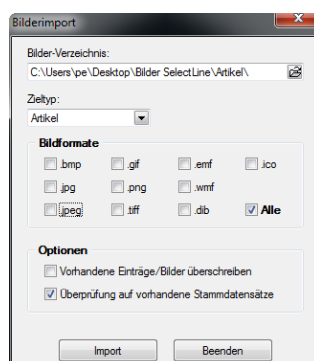 Bilderimport
Bilder-Verzeichnis:
C:\Users\pe\Desktop\Bilder SelectLine\Artikel\
Zieltyp:
Artikel
Bildformate
.bmp .gif .emf .ico
.jpg .png .wmf
.jpeg .tiff .dib Alle
Optionen
Vorhandene Einträge/Bilder überschreiben
Überprüfung auf vorhandene Stammdatensätze
Import Beenden